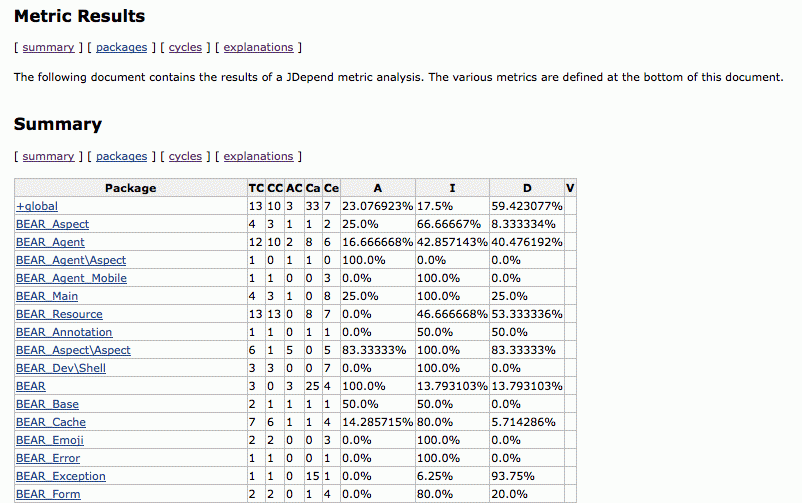 Metric Results
[ summary ] [ packages ] [ cycles ] [ explanations ]
The following document contains the results of a JDepend metric analysis. The various metrics are defined at the bottom of this document.
Summary
[ summary ] [ packages ] [ cycles ] [ explanations ]
Package TC CC AC Ca Ce A I D V
+global 13 10 3 33 7 23.076923% 17.5% 59.423077%
BEAR_Aspect 4 3 1 1 2 25.0% 66.66667% 8.333334%
BEAR_Agent 12 10 2 8 6 16.666668% 42.857143% 40.476192%
BEAR_Agent\Aspect 1 0 1 1 0 100.0% 0.0% 0.0%
BEAR_Agent_Mobile 1 1 0 0 3 0.0% 100.0% 0.0%
BEAR_Main 4 3 1 0 8 25.0% 100.0% 25.0%
BEAR_Resource 13 13 0 8 7 0.0% 46.666668% 53.333336%
BEAR_Annotation 1 1 0 1 1 0.0% 50.0% 50.0%
BEAR_Aspect\Aspect 6 1 5 0 5 83.33333% 100.0% 83.33333%
BEAR_Dev\Shell 3 3 0 0 7 0.0% 100.0% 0.0%
BEAR 3 0 3 25 4 100.0% 13.793103% 13.793103%
BEAR_Base 2 1 1 1 1 50.0% 50.0% 0.0%
BEAR_Cache 7 6 1 1 4 14.285715% 80.0% 5.714286%
BEAR_Emoji 2 2 0 0 3 0.0% 100.0% 0.0%
BEAR_Error 1 1 0 0 1 0.0% 100.0% 0.0%
BEAR_Exception 1 1 0 15 1 0.0% 6.25% 93.75%
BEAR_Form 2 2 0 1 4 0.0% 80.0% 20.0%